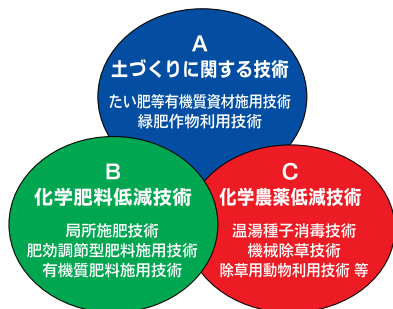 A
土づくりに関する技術
たい肥等有機質資材施用技術
緑肥作物利用技術
B
化学肥料低減技術
局所施肥技術
肥効調節型肥料施用技術
有機質肥料施用技術
C
化学農薬低減技術
温湯種子消毒技術
機械除草技術
除草用動物利用技術 等